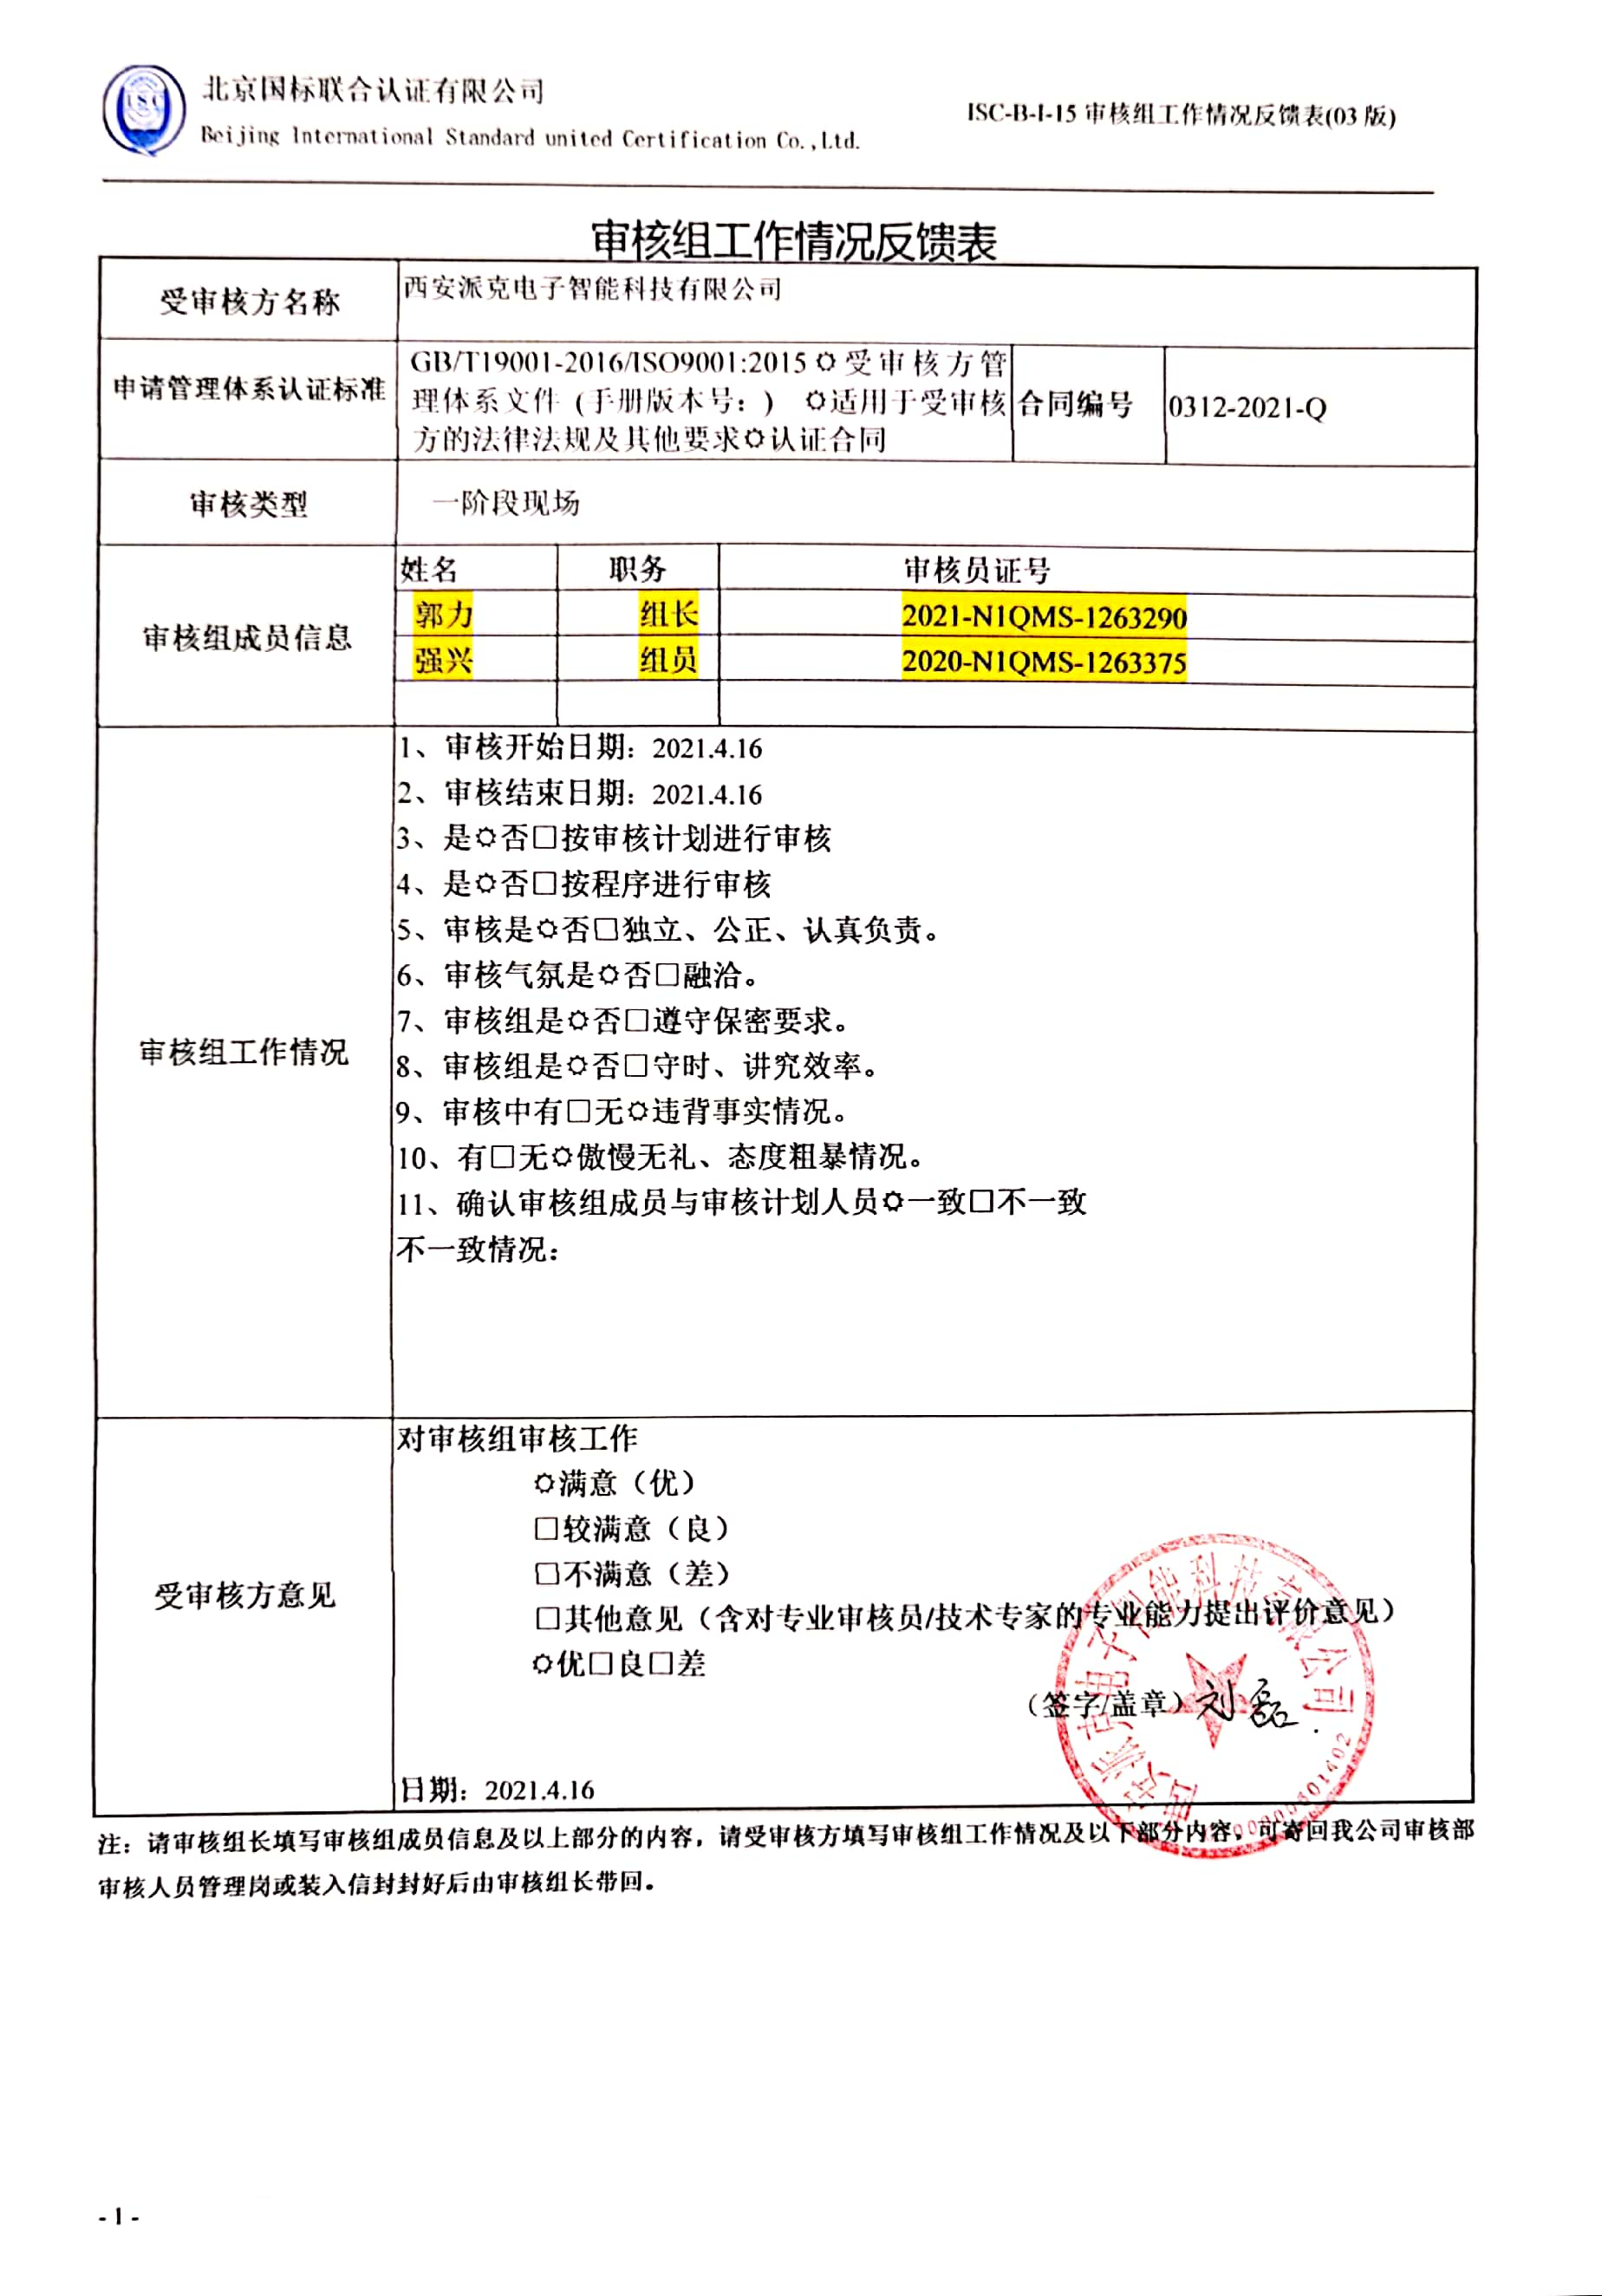 ISC
北京国标联合认证有限公司
Beijing International Standard united Certification Co.,Ltd.
ISC-B-I-15 审核组工作情况反馈表(03 版)
审核组工作情况反馈表
受审核方名称
西安派克电子智能科技有限公司
申请管理体系认证标准
GB/T19001-2016/ISO9001:2015✩受审核方管
理体系文件（手册版本号：） ✩适用于受审核
方的法律法规及其他要求✩认证合同
合同编号
0312-2021-Q
审核类型
一阶段现场
审核组成员信息
姓名 职务 审核员证号
郭力 组长 2021-N1QMS-1263290
强兴 组员 2020-N1QMS-1263375
审核组工作情况
1、审核开始日期：2021.4.16
2、审核结束日期：2021.4.16
3、是✩否□按审核计划进行审核
4、是✩否□按程序进行审核
5、审核是✩否□独立、公正、认真负责。
6、审核气氛是✩否□融洽。
7、审核组是✩否□遵守保密要求。
8、审核组是✩否□守时、讲究效率。
9、审核中有□无✩违背事实情况。
10、有□无✩傲慢无礼、态度粗暴情况。
11、确认审核组成员与审核计划人员✩一致□不一致
不一致情况：
受审核方意见
对审核组审核工作
✩满意（优）
□较满意（良）
□不满意（差）
□其他意见（含对专业审核员/技术专家的专业能力提出评价意见）
✩优□良□差
（签字/盖章）刘磊
西安派克电子智能科技有限公司
日期：2021.4.16
注：请审核组长填写审核组成员信息及以上部分的内容，请受审核方填写审核组工作情况及以下部分内容，可寄回我公司审核部
审核人员管理岗或装入信封封好后由审核组长带回。
- 1 -